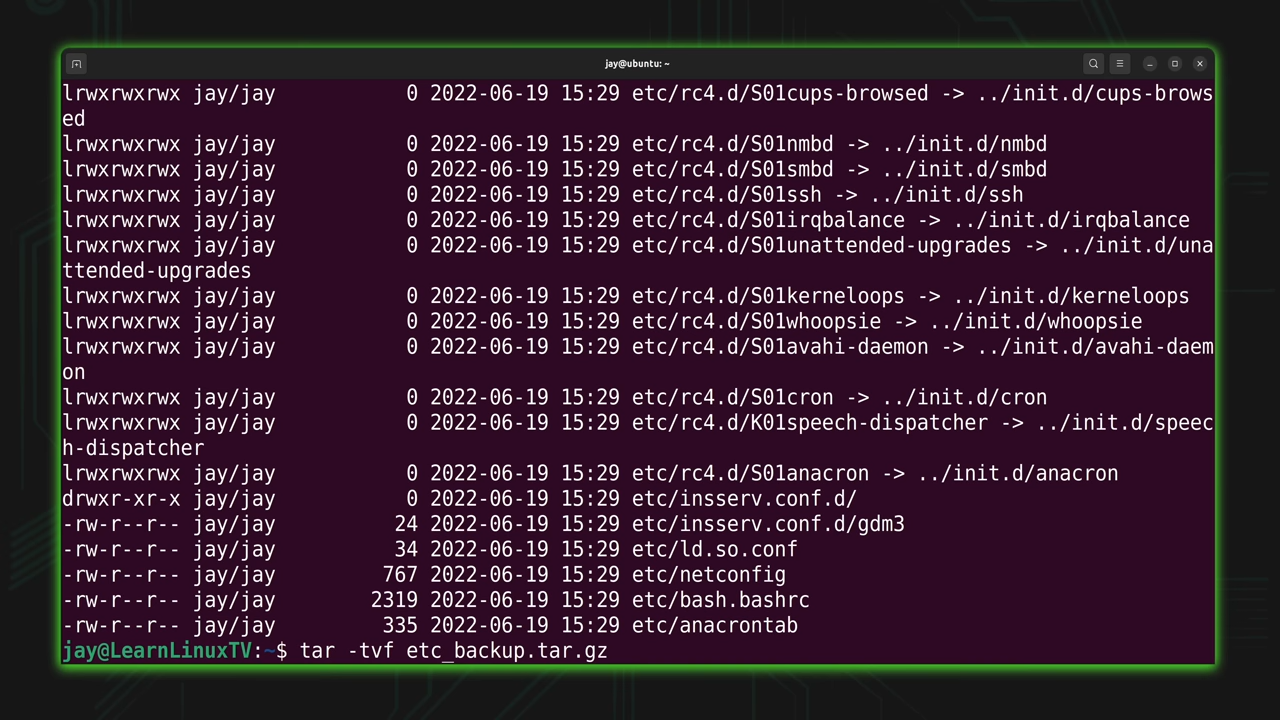 jay@ubuntu: ~
lrwxrwxrwx jay/jay           0 2022-06-19 15:29 etc/rc4.d/S01cups-browsed -> ../init.d/cups-brows
ed
lrwxrwxrwx jay/jay           0 2022-06-19 15:29 etc/rc4.d/S01nmbd -> ../init.d/nmbd
lrwxrwxrwx jay/jay           0 2022-06-19 15:29 etc/rc4.d/S01smbd -> ../init.d/smbd
lrwxrwxrwx jay/jay           0 2022-06-19 15:29 etc/rc4.d/S01ssh -> ../init.d/ssh
lrwxrwxrwx jay/jay           0 2022-06-19 15:29 etc/rc4.d/S01irqbalance -> ../init.d/irqbalance
lrwxrwxrwx jay/jay           0 2022-06-19 15:29 etc/rc4.d/S01unattended-upgrades -> ../init.d/una
ttended-upgrades
lrwxrwxrwx jay/jay           0 2022-06-19 15:29 etc/rc4.d/S01kerneloops -> ../init.d/kerneloops
lrwxrwxrwx jay/jay           0 2022-06-19 15:29 etc/rc4.d/S01whoopsie -> ../init.d/whoopsie
lrwxrwxrwx jay/jay           0 2022-06-19 15:29 etc/rc4.d/S01avahi-daemon -> ../init.d/avahi-daem
on
lrwxrwxrwx jay/jay           0 2022-06-19 15:29 etc/rc4.d/S01cron -> ../init.d/cron
lrwxrwxrwx jay/jay           0 2022-06-19 15:29 etc/rc4.d/K01speech-dispatcher -> ../init.d/speec
h-dispatcher
lrwxrwxrwx jay/jay           0 2022-06-19 15:29 etc/rc4.d/S01anacron -> ../init.d/anacron
drwxr-xr-x jay/jay           0 2022-06-19 15:29 etc/insserv.conf.d/
-rw-r--r-- jay/jay          24 2022-06-19 15:29 etc/insserv.conf.d/gdm3
-rw-r--r-- jay/jay          34 2022-06-19 15:29 etc/ld.so.conf
-rw-r--r-- jay/jay         767 2022-06-19 15:29 etc/netconfig
-rw-r--r-- jay/jay        2319 2022-06-19 15:29 etc/bash.bashrc
-rw-r--r-- jay/jay         335 2022-06-19 15:29 etc/anacrontab
jay@LearnLinuxTV:~$ tar -tvf etc_backup.tar.gz